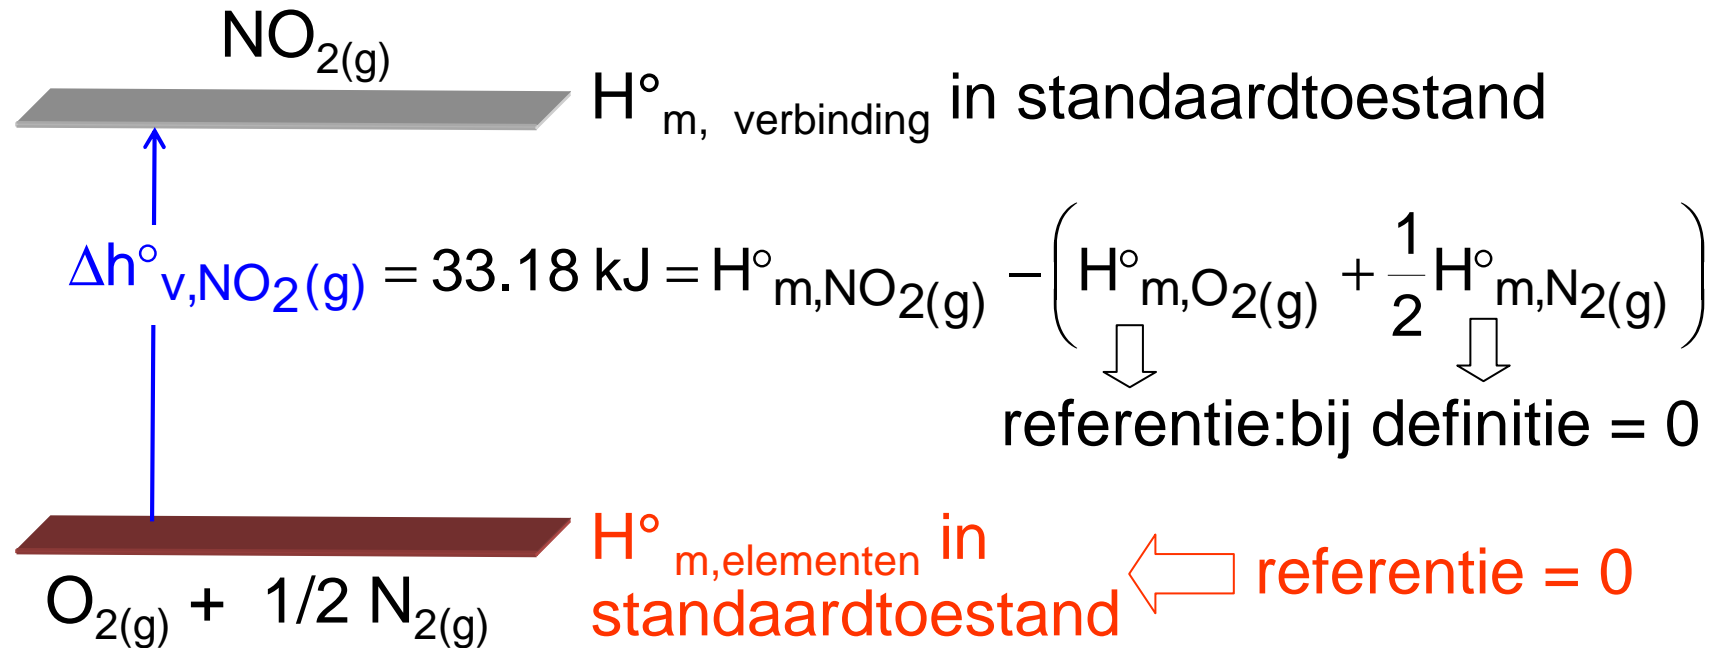 NO2(g)
H°m, verbinding in standaardtoestand
Δh°v,NO2(g) = 33.18 kJ = H°m,NO2(g) − (H°m,O2(g) + 1/2 H°m,N2(g))
referentie:bij definitie = 0
H°m,elementen in
standaardtoestand
referentie = 0
O2(g) + 1/2 N2(g)